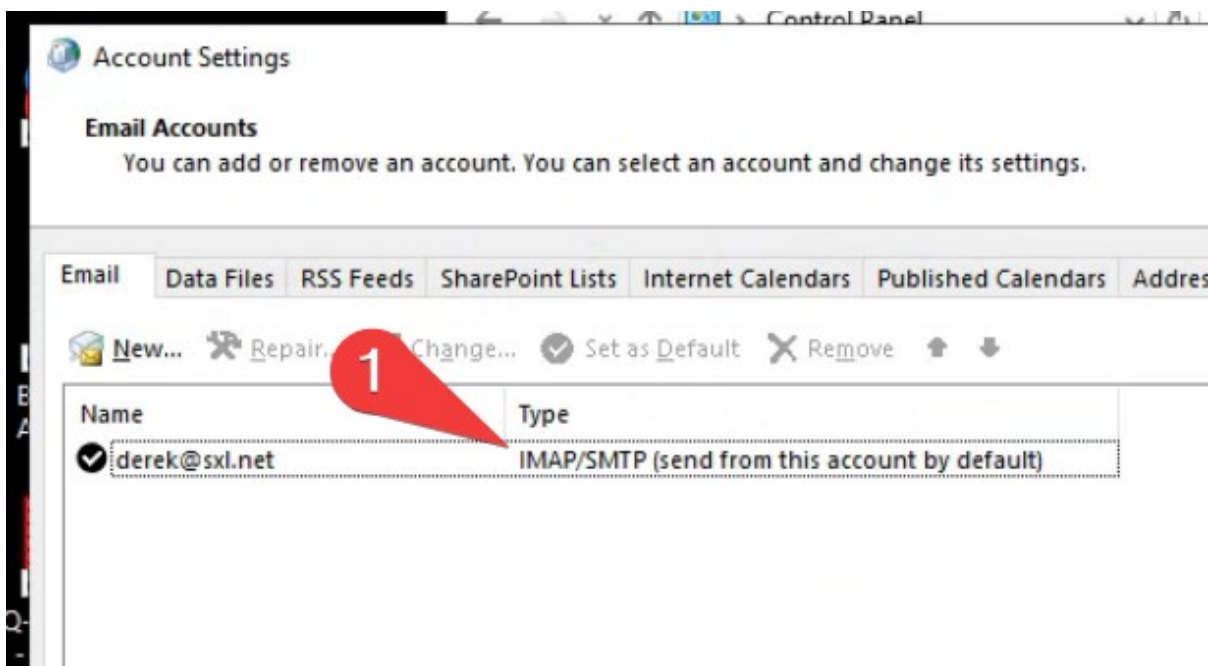 Control Panel
Account Settings
Email Accounts
You can add or remove an account. You can select an account and change its settings.
Email Data Files RSS Feeds SharePoint Lists Internet Calendars Published Calendars Addres
New... Repair... Change... Set as Default Remove
1
Name Type
derek@sxl.net IMAP/SMTP (send from this account by default)
B
A
Q-
-